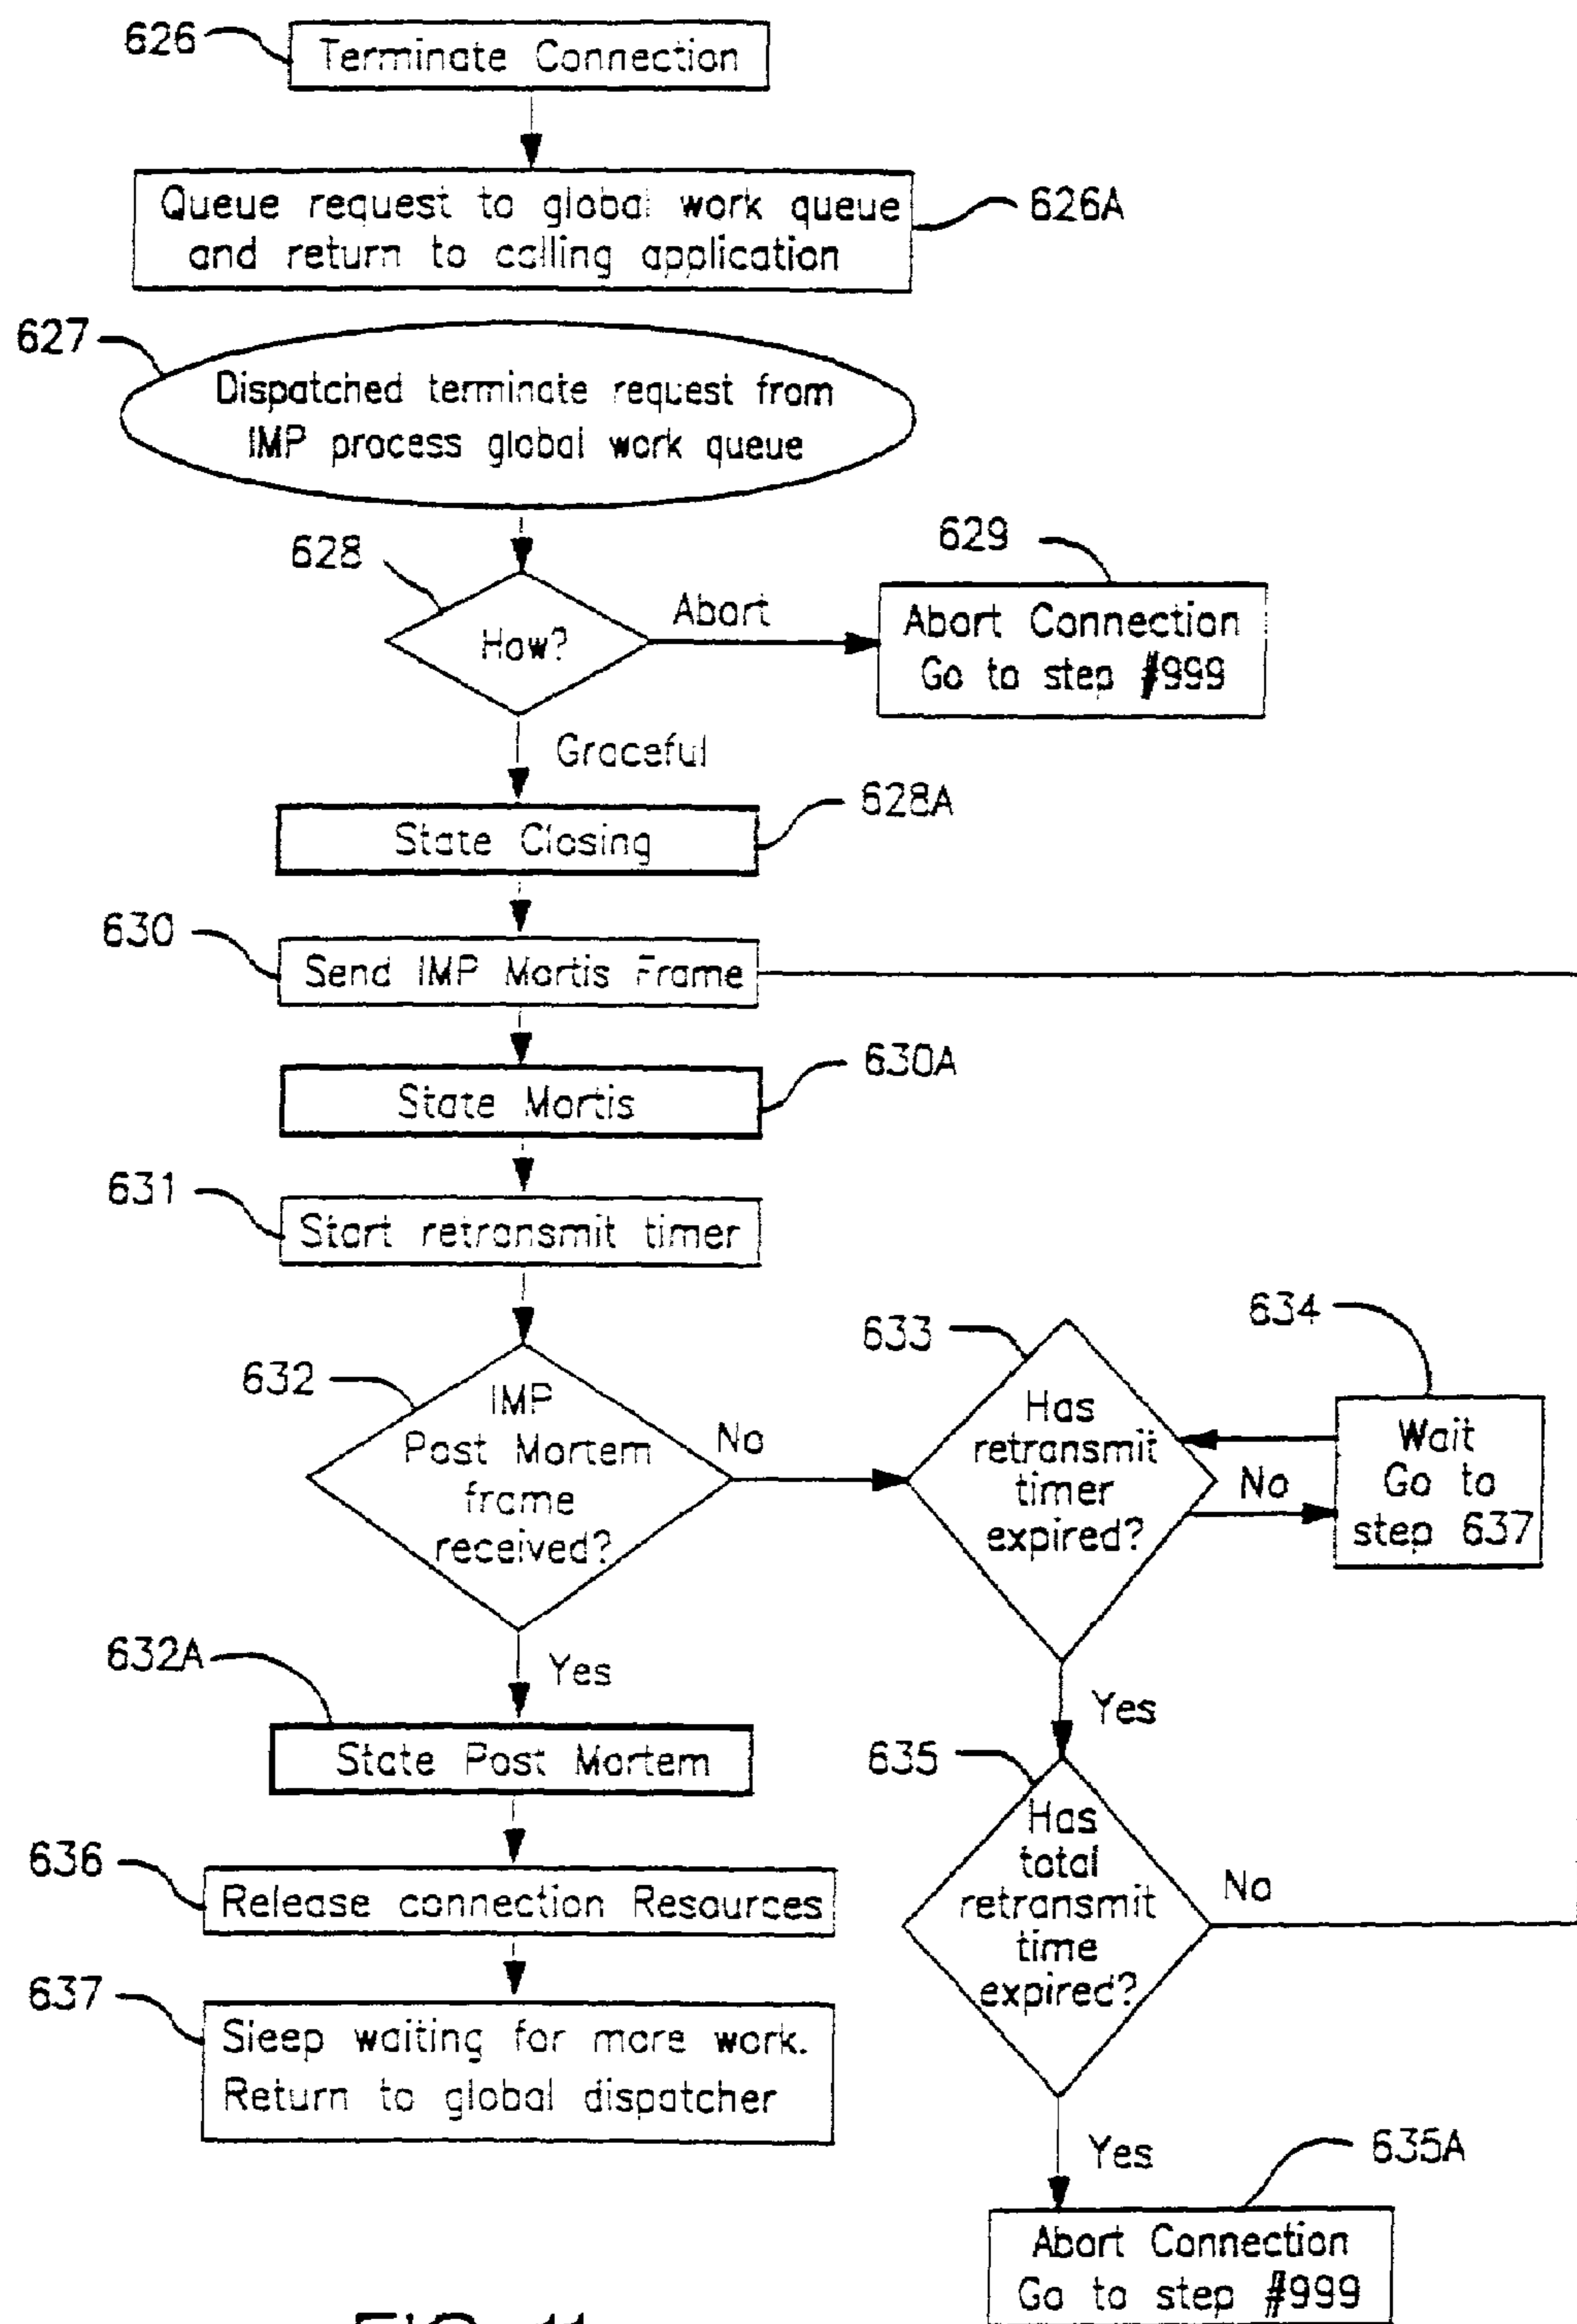 626
Terminate Connection
Queue request to global work queue
and return to calling application
626A
627
Dispatched terminate request from
IMP process global work queue
628
How?
Abort
629
Abort Connection
Go to step #999
Graceful
628A
State Closing
630
Send IMP Mortis Frame
630A
State Mortis
631
Start retransmit timer
632
IMP
Post Mortem
frame
received?
No
633
Has
retransmit
timer
expired?
No
634
Wait
Go to
step 637
632A
Yes
State Post Mortem
Yes
635
Has
total
retransmit
time
expired?
No
636
Release connection Resources
637
Sleep waiting for more work.
Return to global dispatcher
Yes
635A
Abort Connection
Go to step #999
FIG. 11